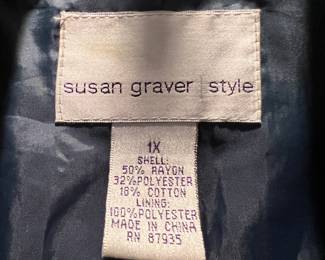 susan graver | style
1X
SHELL:
50% RAYON
32%POLYESTER
18% COTTON
LINING:
100%POLYESTER
MADE IN CHINA
RN 87935